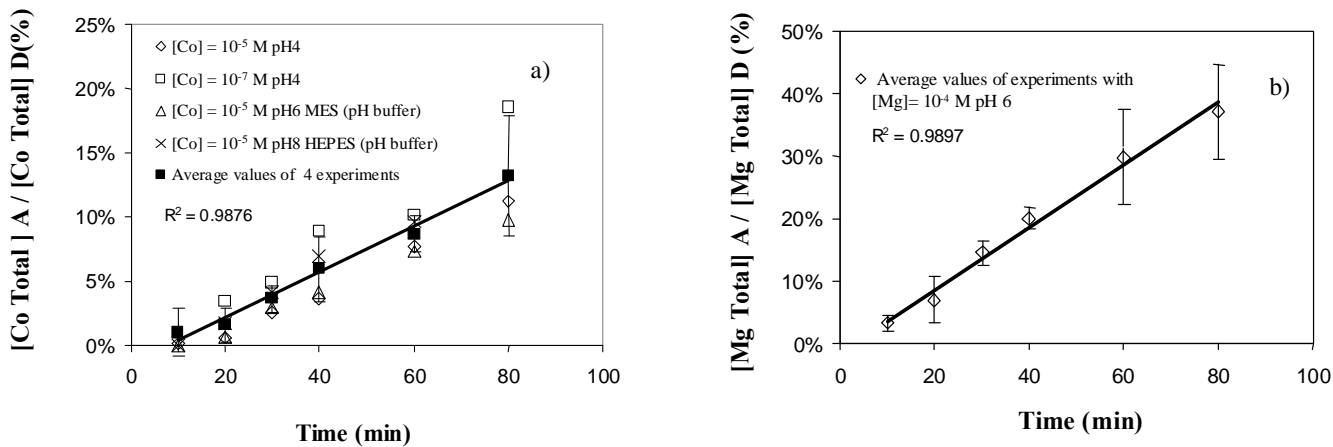 [Co Total ] A / [Co Total] D(%)
25%
20%
15%
10%
5%
0%
[Co] = 10⁻⁵ M pH4
[Co] = 10⁻⁷ M pH4
[Co] = 10⁻⁵ M pH6 MES (pH buffer)
[Co] = 10⁻⁵ M pH8 HEPES (pH buffer)
Average values of 4 experiments
R² = 0.9876
a)
0 20 40 60 80 100
Time (min)
[Mg Total] A / [Mg Total] D (%)
50%
40%
30%
20%
10%
0%
Average values of experiments with
[Mg]= 10⁻⁴ M pH 6
R² = 0.9897
b)
0 20 40 60 80 100
Time (min)